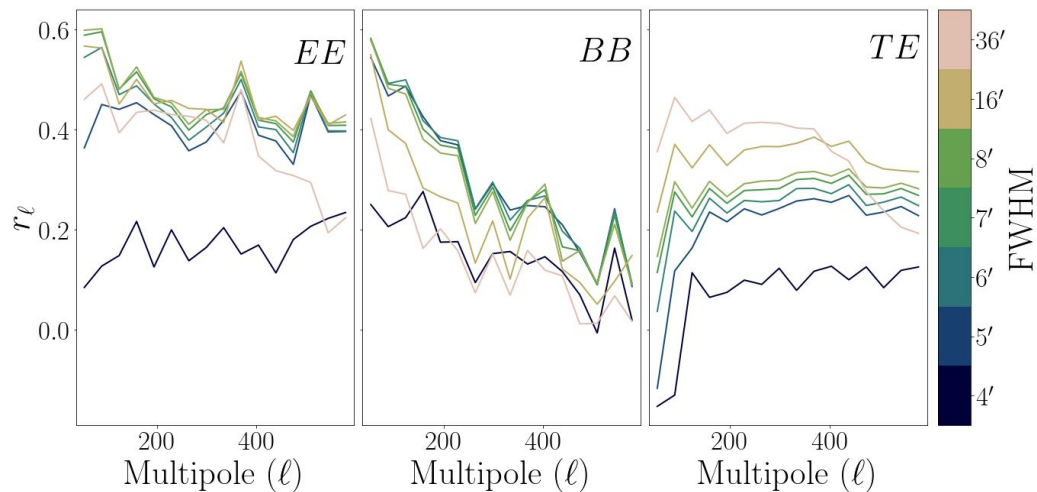 0.6
0.4
0.2
0.0
rℓ
EE
BB
TE
200 400
200 400
200 400
Multipole (ℓ)
Multipole (ℓ)
Multipole (ℓ)
36′
16′
8′
7′
6′
5′
4′
FWHM